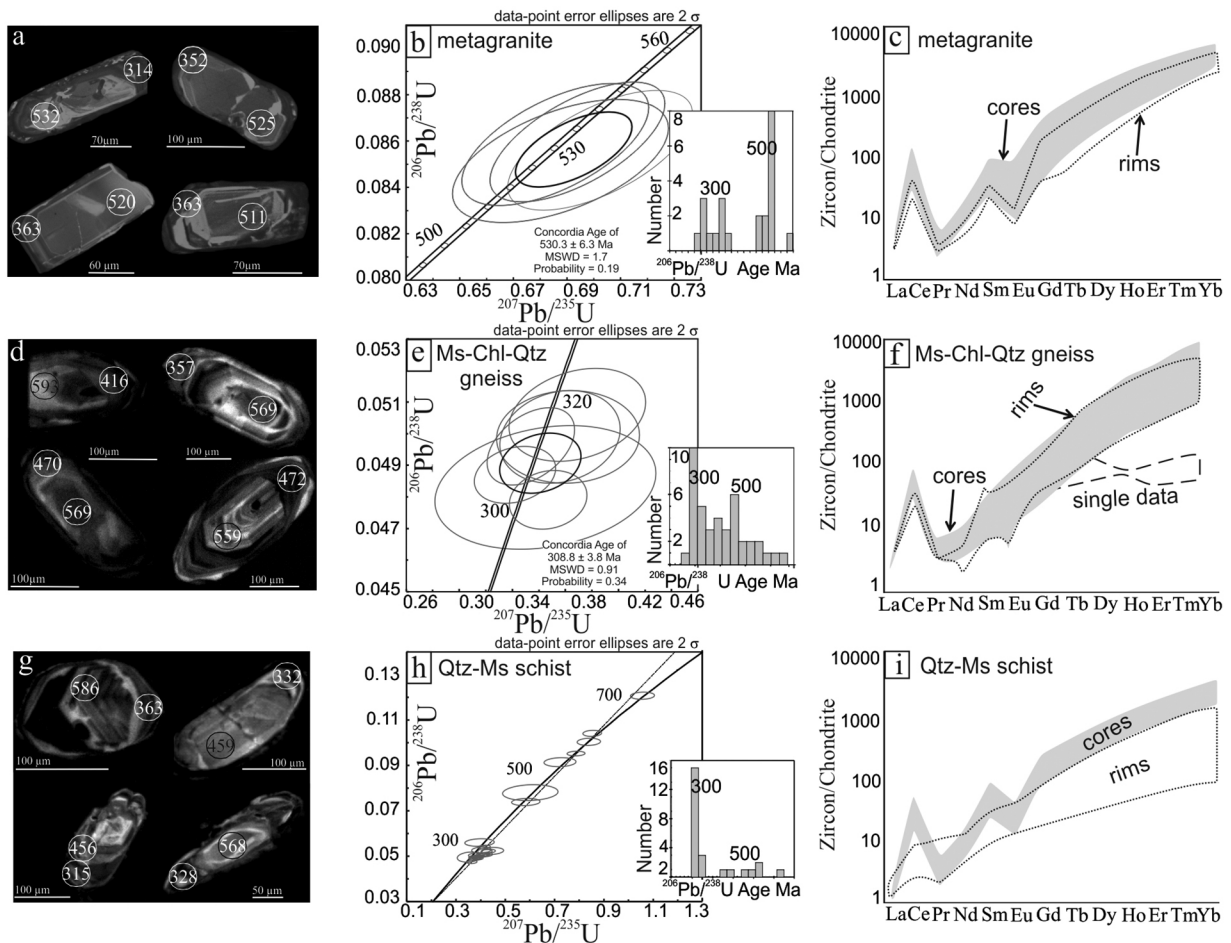 a
314
532
70µm
352
525
100 µm
363
520
60 µm
363
511
70µm
data-point error ellipses are 2 σ
b metagranite
0.090
0.088
0.086
0.084
0.082
0.080
206Pb/238U
560
530
500
Concordia Age of
530.3 ± 6.3 Ma
MSWD = 1.7
Probability = 0.19
0.63 0.65 0.67 0.69 0.71 0.73
207Pb/235U
8
6
4
2
Number
300
500
206Pb/238U Age Ma
c metagranite
10000
1000
100
10
1
Zircon/Chondrite
cores
rims
La Ce Pr Nd Sm Eu Gd Tb Dy Ho Er Tm Yb
d
593
416
100µm
357
569
100 µm
470
569
100µm
472
559
100 µm
data-point error ellipses are 2 σ
e Ms-Chl-Qtz
gneiss
0.053
0.051
0.049
0.047
0.045
206Pb/238U
320
300
Concordia Age of
308.8 ± 3.8 Ma
MSWD = 0.91
Probability = 0.34
0.26 0.30 0.34 0.38 0.42 0.46
207Pb/235U
10
6
2
Number
300
500
206Pb/238U Age Ma
f Ms-Chl-Qtz gneiss
10000
1000
100
10
1
Zircon/Chondrite
rims
cores
single data
La Ce Pr Nd Sm Eu Gd Tb Dy Ho Er Tm Yb
g
586
363
100 µm
332
459
100 µm
456
315
100 µm
568
328
50 µm
data-point error ellipses are 2 σ
h Qtz-Ms schist
0.13
0.11
0.09
0.07
0.05
0.03
206Pb/238U
700
500
300
0.1 0.3 0.5 0.7 0.9 1.1 1.3
207Pb/235U
16
12
8
4
2
Number
300
500
206Pb/238U Age Ma
i Qtz-Ms schist
10000
1000
100
10
1
Zircon/Chondrite
cores
rims
La Ce Pr Nd Sm Eu Gd Tb Dy Ho Er Tm Yb